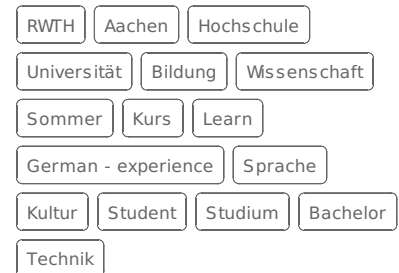 RWTH Aachen Hochschule
Universität Bildung Wissenschaft
Sommer Kurs Learn
German - experience Sprache
Kultur Student Studium Bachelor
Technik